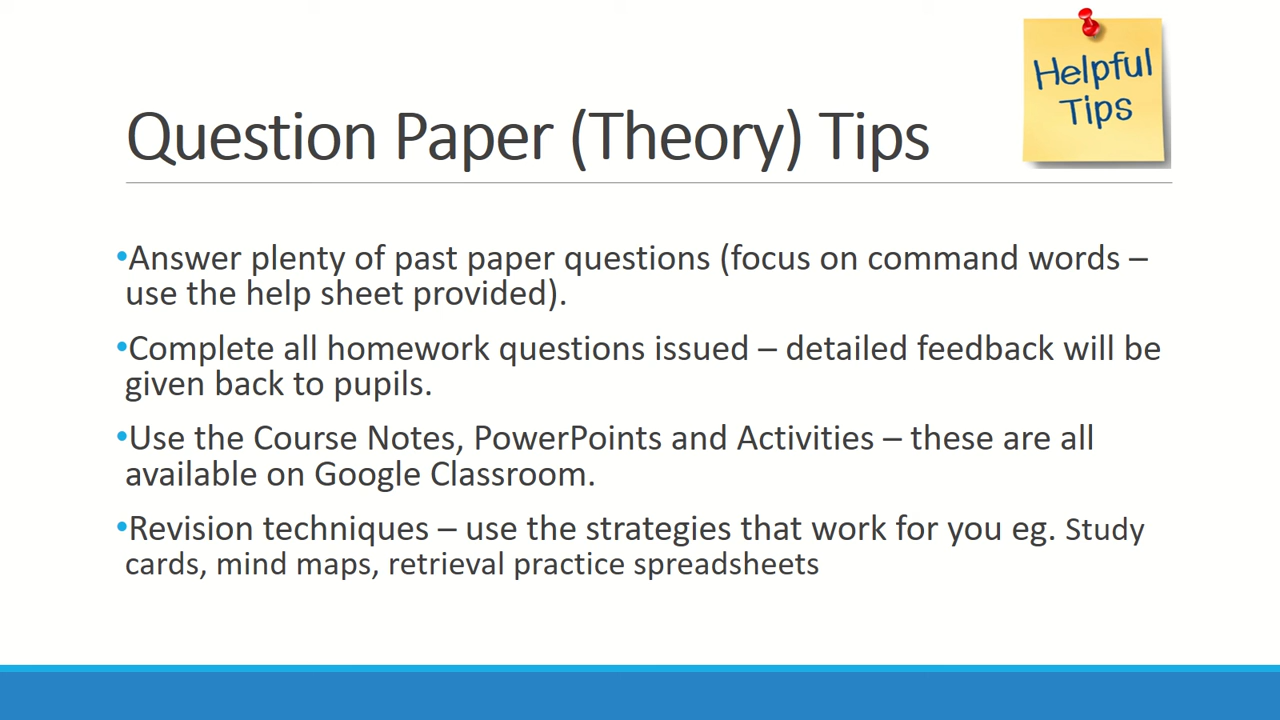 Helpful
Tips
Question Paper (Theory) Tips
•Answer plenty of past paper questions (focus on command words –
use the help sheet provided).
•Complete all homework questions issued – detailed feedback will be
given back to pupils.
•Use the Course Notes, PowerPoints and Activities – these are all
available on Google Classroom.
•Revision techniques – use the strategies that work for you eg. Study
cards, mind maps, retrieval practice spreadsheets